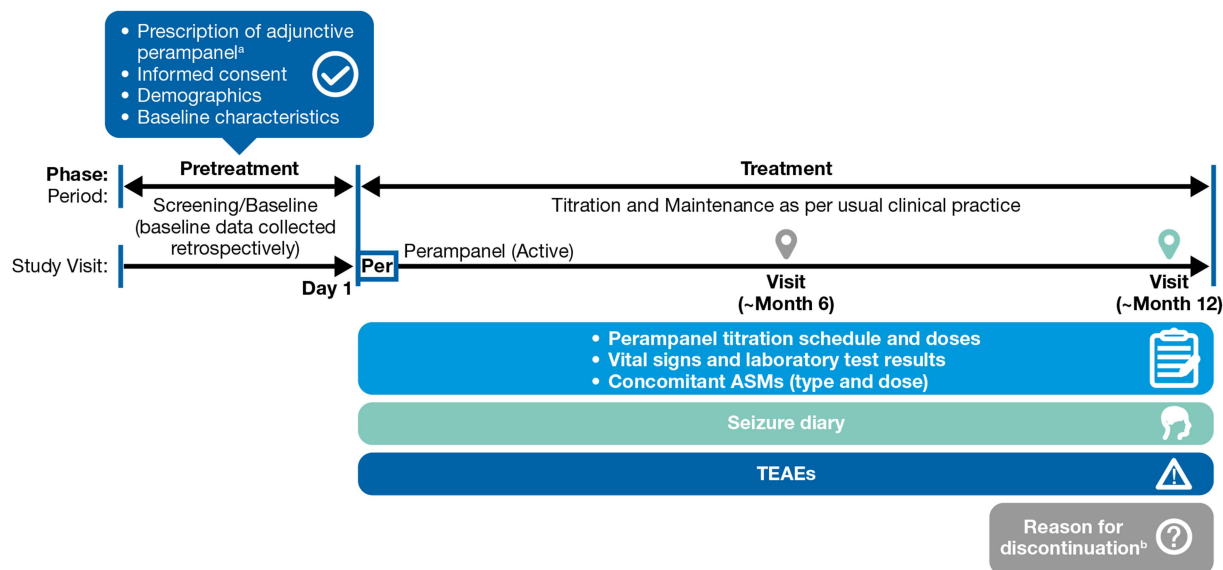 • Prescription of adjunctive
perampanelᵃ
• Informed consent
• Demographics
• Baseline characteristics
Phase:
Period:
Pretreatment
Treatment
Screening/Baseline
(baseline data collected
retrospectively)
Titration and Maintenance as per usual clinical practice
Study Visit:
Day 1
Per
Perampanel (Active)
Visit
(~Month 6)
Visit
(~Month 12)
• Perampanel titration schedule and doses
• Vital signs and laboratory test results
• Concomitant ASMs (type and dose)
Seizure diary
TEAEs
Reason for
discontinuationᵇ